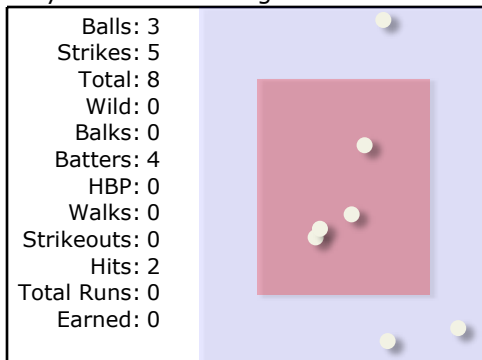 Balls: 3
Strikes: 5
Total: 8
Wild: 0
Balks: 0
Batters: 4
HBP: 0
Walks: 0
Strikeouts: 0
Hits: 2
Total Runs: 0
Earned: 0